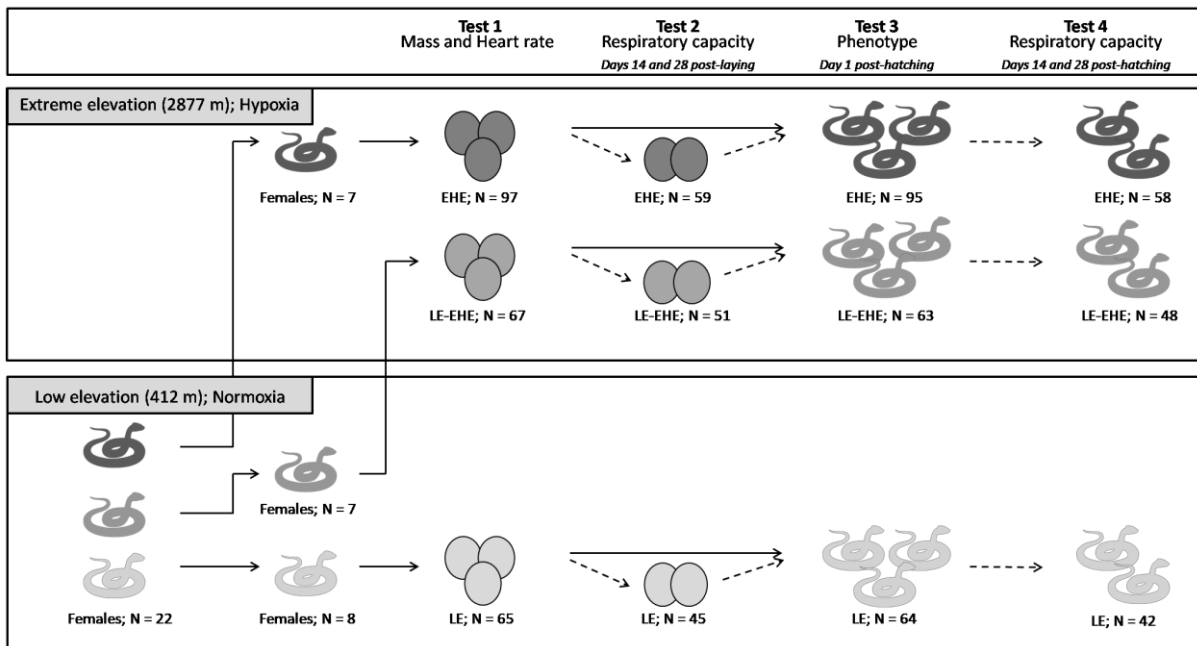 Test 1
Mass and Heart rate
Test 2
Respiratory capacity
Days 14 and 28 post-laying
Test 3
Phenotype
Day 1 post-hatching
Test 4
Respiratory capacity
Days 14 and 28 post-hatching
Extreme elevation (2877 m); Hypoxia
Females; N = 7
EHE; N = 97
EHE; N = 59
EHE; N = 95
EHE; N = 58
LE-EHE; N = 67
LE-EHE; N = 51
LE-EHE; N = 63
LE-EHE; N = 48
Low elevation (412 m); Normoxia
Females; N = 7
Females; N = 22
Females; N = 8
LE; N = 65
LE; N = 45
LE; N = 64
LE; N = 42